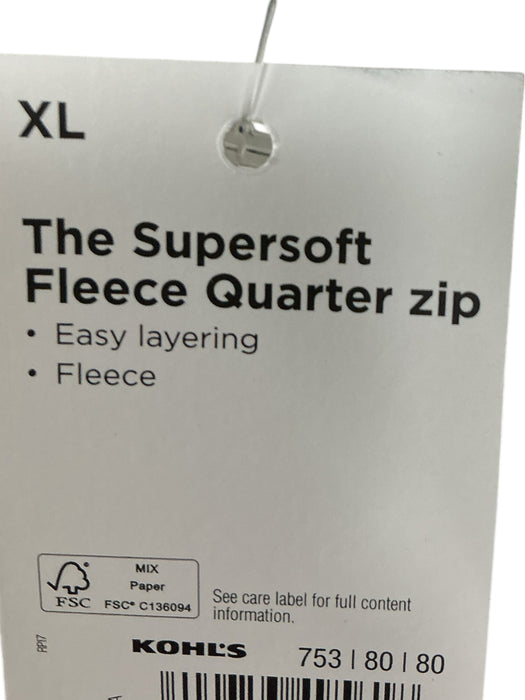 XL
The Supersoft
Fleece Quarter zip
• Easy layering
• Fleece
MIX
Paper
FSC
FSC® C136094
See care label for full content
information.
KOHL'S
753 | 80 | 80